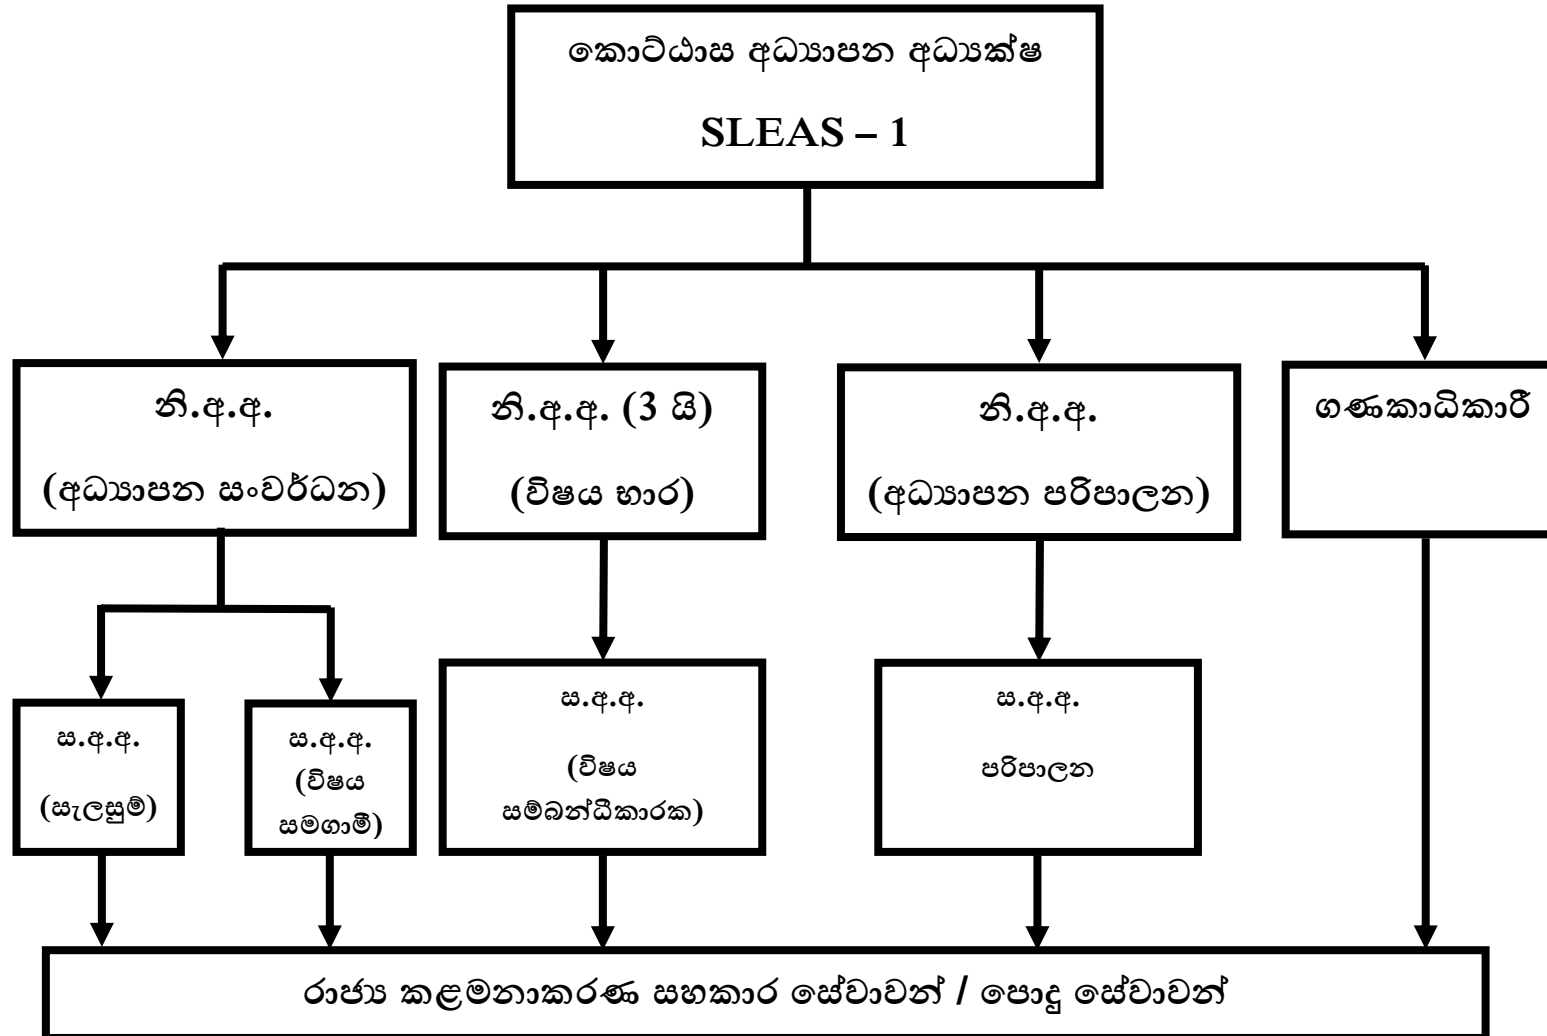 කොට්ඨාස අධ්‍යාපන අධ්‍යක්ෂ
SLEAS – 1
නි.අ.අ.
(අධ්‍යාපන සංවර්ධන)
නි.අ.අ. (3 යි)
(විෂය භාර)
නි.අ.අ.
(අධ්‍යාපන පරිපාලන)
ගණකාධිකාරී
ස.අ.අ.
(සැලසුම්)
ස.අ.අ.
(විෂය
සමගාමී)
ස.අ.අ.
(විෂය
සම්බන්ධීකාරක)
ස.අ.අ.
පරිපාලන
රාජ්‍ය කළමනාකරණ සහකාර සේවාවන් / පොදු සේවාවන්